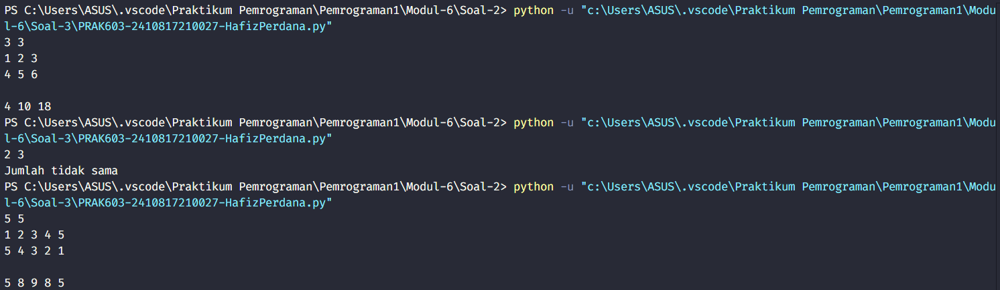 PS C:\Users\ASUS\.vscode\Praktikum Pemrograman\Pemrograman1\Modul-6\Soal-2> python -u "c:\Users\ASUS\.vscode\Praktikum Pemrograman\Pemrograman1\Modu
l-6\Soal-3\PRAK603-2410817210027-HafizPerdana.py"
3 3
1 2 3
4 5 6

4 10 18
PS C:\Users\ASUS\.vscode\Praktikum Pemrograman\Pemrograman1\Modul-6\Soal-2> python -u "c:\Users\ASUS\.vscode\Praktikum Pemrograman\Pemrograman1\Modu
l-6\Soal-3\PRAK603-2410817210027-HafizPerdana.py"
2 3
Jumlah tidak sama
PS C:\Users\ASUS\.vscode\Praktikum Pemrograman\Pemrograman1\Modul-6\Soal-2> python -u "c:\Users\ASUS\.vscode\Praktikum Pemrograman\Pemrograman1\Modu
l-6\Soal-3\PRAK603-2410817210027-HafizPerdana.py"
5 5
1 2 3 4 5
5 4 3 2 1

5 8 9 8 5